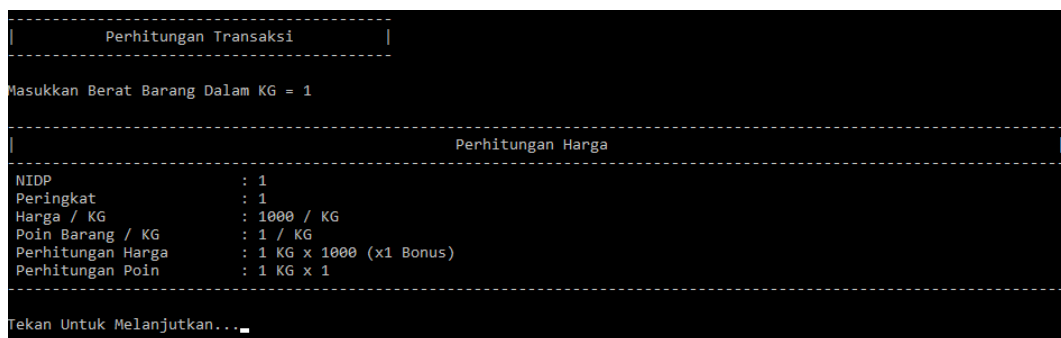 Perhitungan Transaksi
Masukkan Berat Barang Dalam KG = 1
Perhitungan Harga
NIDP : 1
Peringkat : 1
Harga / KG : 1000 / KG
Poin Barang / KG : 1 / KG
Perhitungan Harga : 1 KG x 1000 (x1 Bonus)
Perhitungan Poin : 1 KG x 1
Tekan Untuk Melanjutkan...